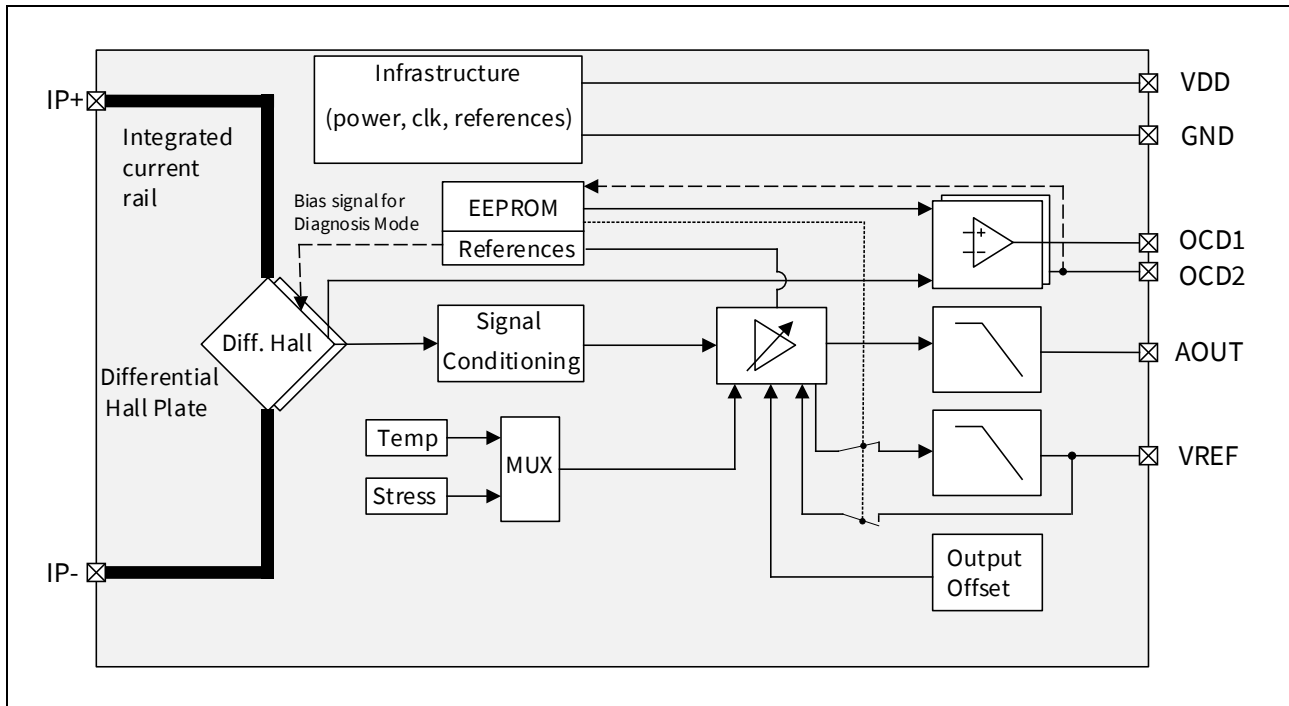 Infrastructure
(power, clk, references)
VDD
IP+
GND
Integrated
current
rail
Bias signal for
Diagnosis Mode
EEPROM
References
OCD1
OCD2
Diff. Hall
Signal
Conditioning
AOUT
Differential
Hall Plate
Temp
MUX
Stress
VREF
Output
Offset
IP-